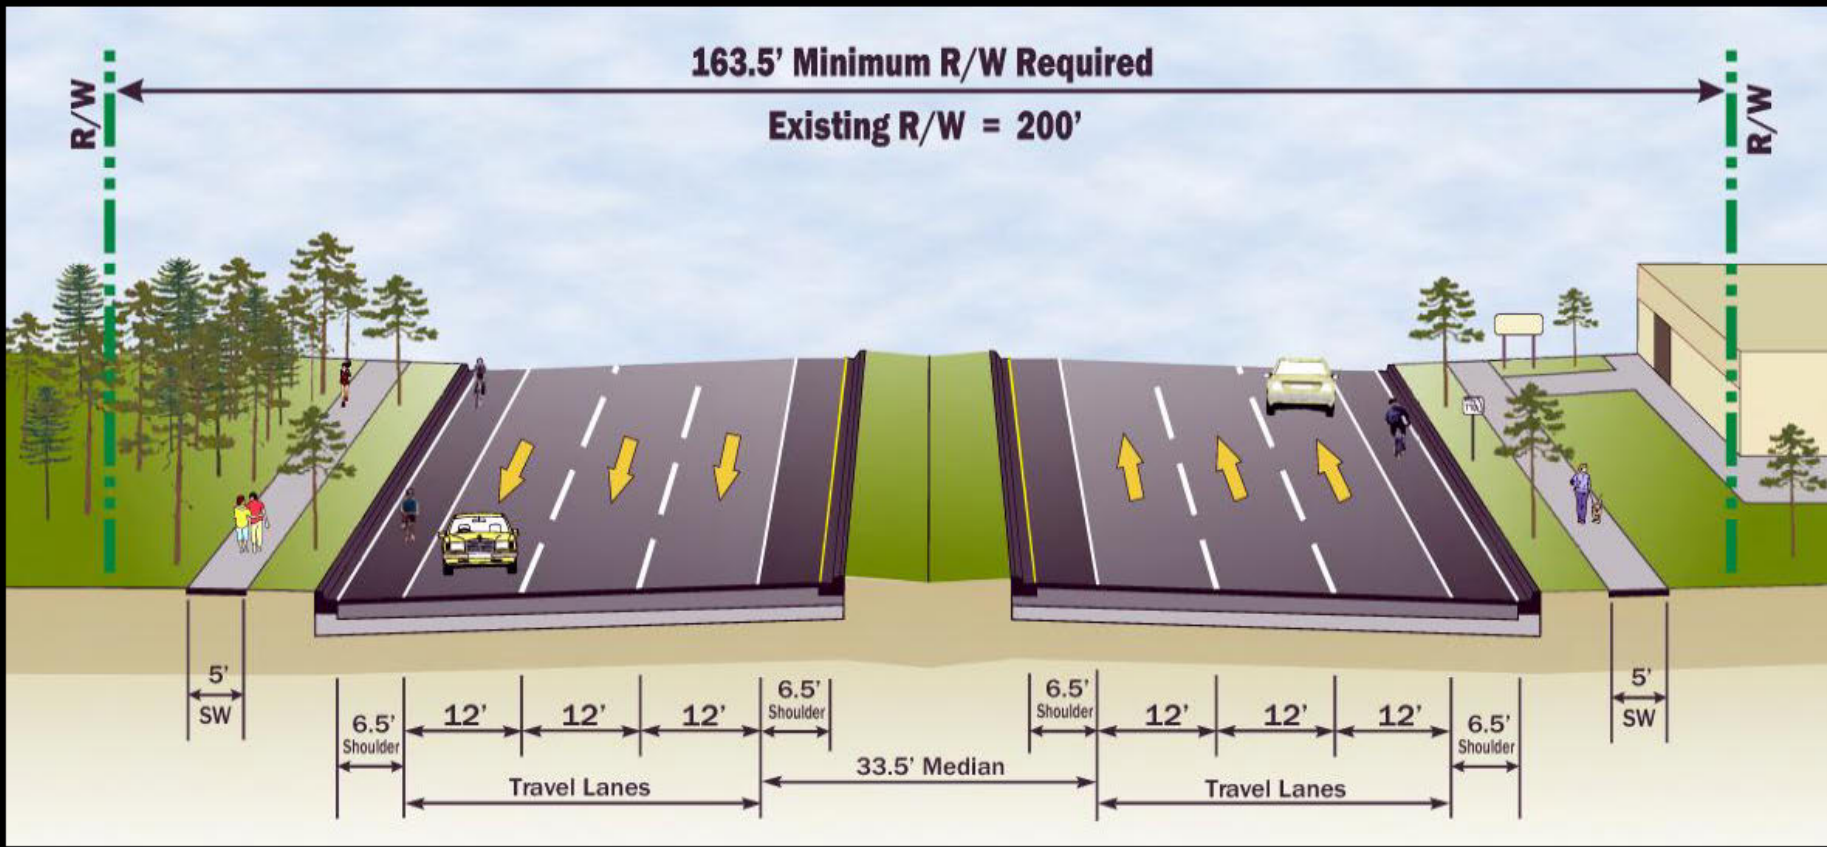 163.5’ Minimum R/W Required
Existing R/W = 200’
R/W
R/W
5’
SW
6.5’
Shoulder
12’
12’
12’
6.5’
Shoulder
Travel Lanes
33.5’ Median
6.5’
Shoulder
12’
12’
12’
6.5’
Shoulder
Travel Lanes
5’
SW